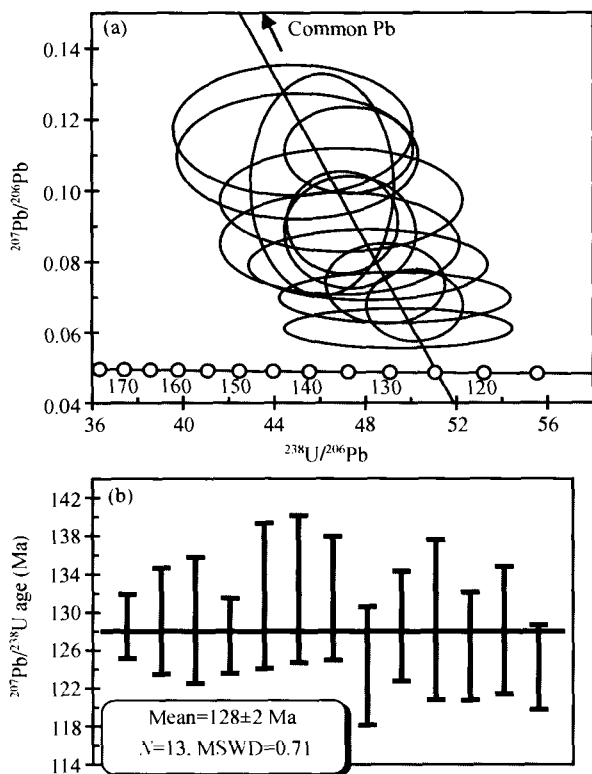 (a)
Common Pb
0.15
0.12
0.10
0.08
0.06
0.04
²⁰⁷Pb/²⁰⁶Pb
170 160 150 140 130 120
36 40 44 48 52 56
²³⁸U/²⁰⁶Pb
(b)
142
138
134
130
126
122
118
114
²⁰⁷Pb/²³⁸U age (Ma)
Mean=128±2 Ma
N=13, MSWD=0.71